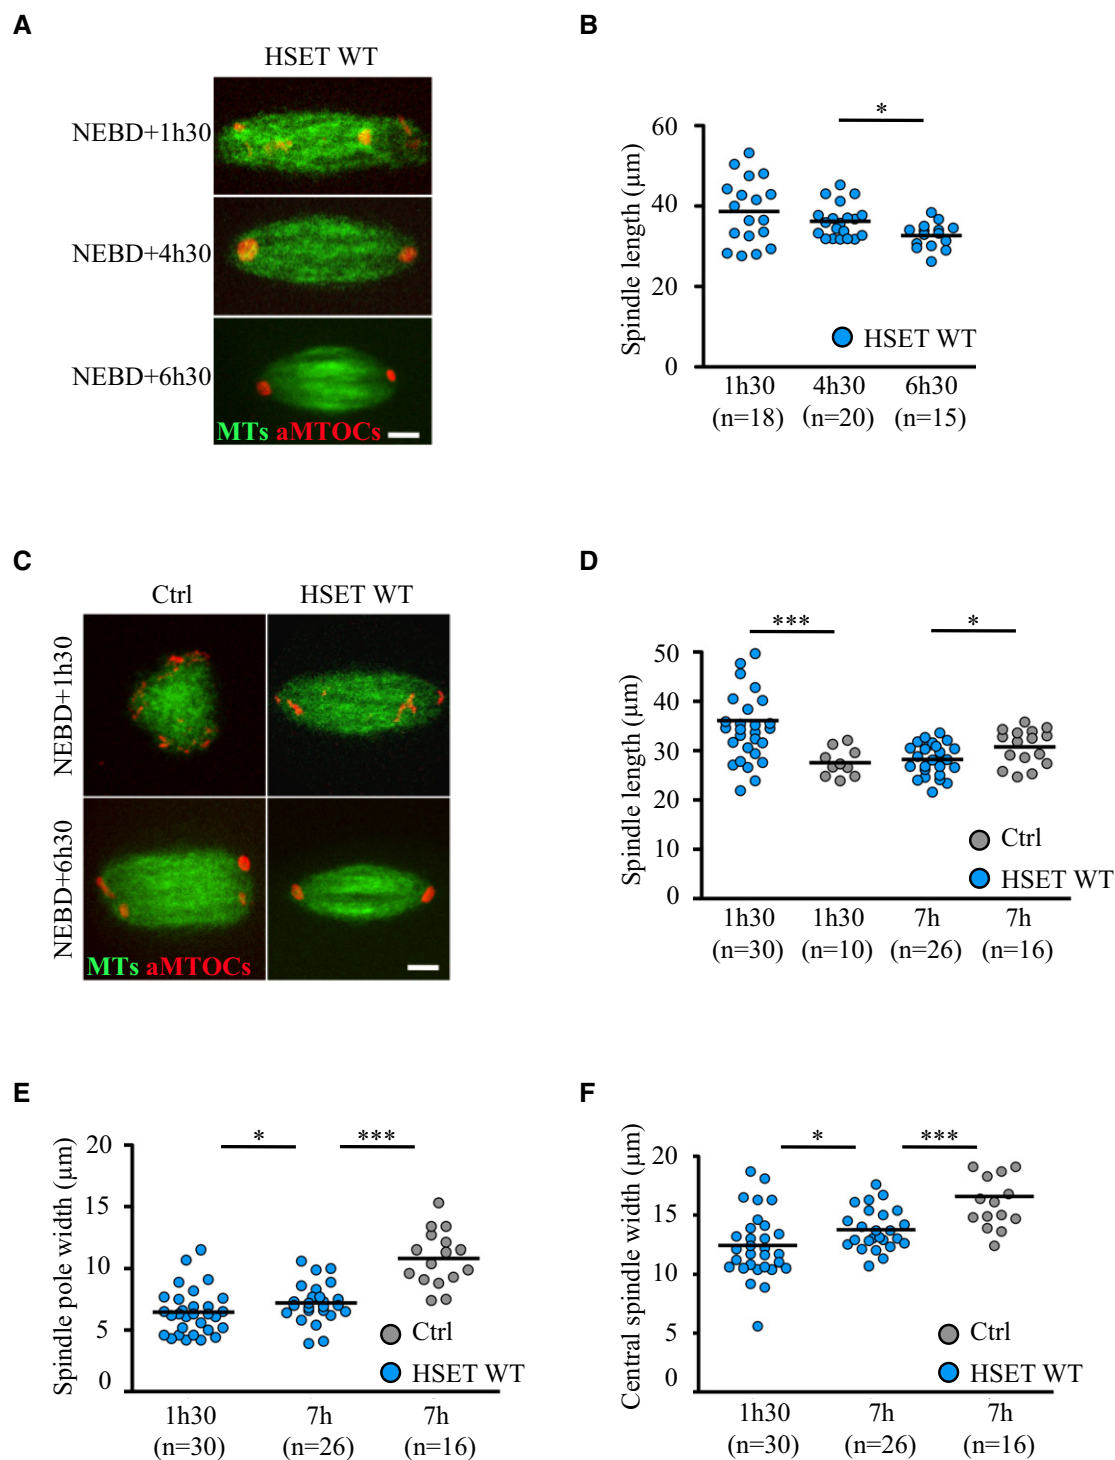 A
HSET WT
NEBD+1h30
NEBD+4h30
NEBD+6h30
MTs aMTOCs
B
*
Spindle length (µm)
60
40
20
0
HSET WT
1h30 4h30 6h30
(n=18) (n=20) (n=15)
C
Ctrl HSET WT
NEBD+1h30
NEBD+6h30
MTs aMTOCs
D
*** *
Spindle length (µm)
50
40
30
20
10
0
Ctrl
HSET WT
1h30 1h30 7h 7h
(n=30) (n=10) (n=26) (n=16)
E
* ***
Spindle pole width (µm)
20
15
10
5
0
Ctrl
HSET WT
1h30 7h 7h
(n=30) (n=26) (n=16)
F
* ***
Central spindle width (µm)
20
15
10
5
0
Ctrl
HSET WT
1h30 7h 7h
(n=30) (n=26) (n=16)